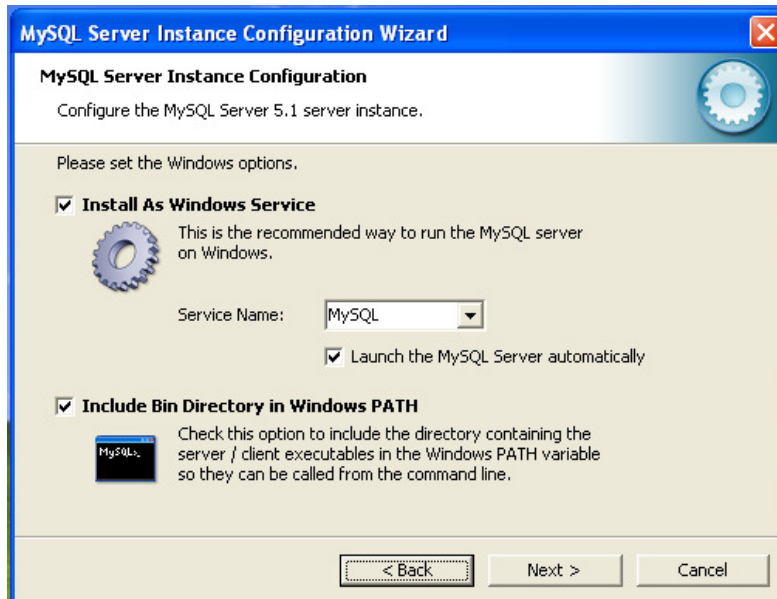 MySQL Server Instance Configuration Wizard
MySQL Server Instance Configuration
Configure the MySQL Server 5.1 server instance.
Please set the Windows options.
Install As Windows Service
This is the recommended way to run the MySQL server
on Windows.
Service Name: MySQL
Launch the MySQL Server automatically
Include Bin Directory in Windows PATH
MySQL>_
Check this option to include the directory containing the
server / client executables in the Windows PATH variable
so they can be called from the command line.
< Back Next > Cancel